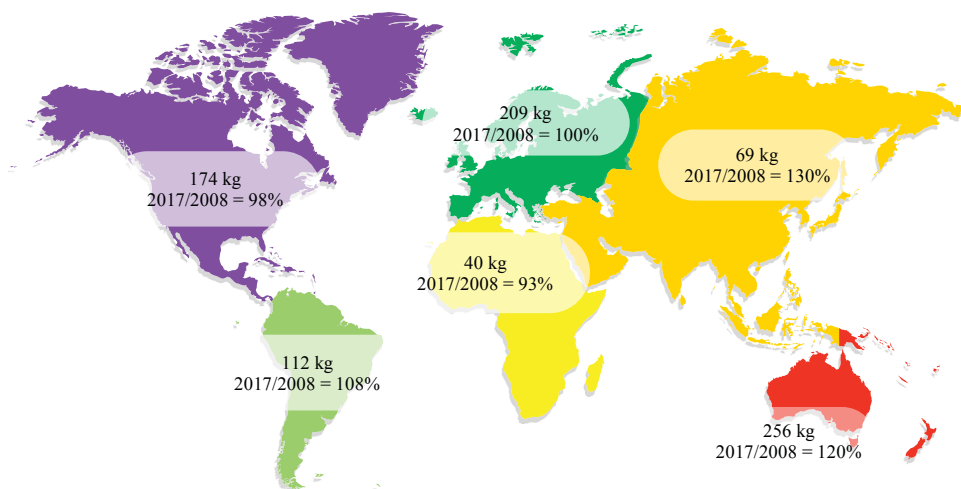 209 kg
2017/2008 = 100%
69 kg
2017/2008 = 130%
174 kg
2017/2008 = 98%
40 kg
2017/2008 = 93%
112 kg
2017/2008 = 108%
256 kg
2017/2008 = 120%